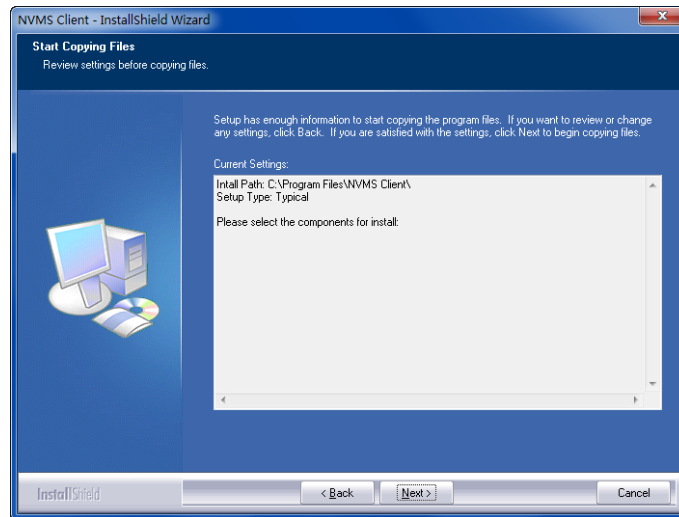 NVMS Client - InstallShield Wizard
Start Copying Files
Review settings before copying files.
Setup has enough information to start copying the program files. If you want to review or change
any settings, click Back. If you are satisfied with the settings, click Next to begin copying files.
Current Settings:
Intall Path: C:\Program Files\NVMS Client\
Setup Type: Typical
Please select the components for install:
InstallShield
< Back
Next >
Cancel